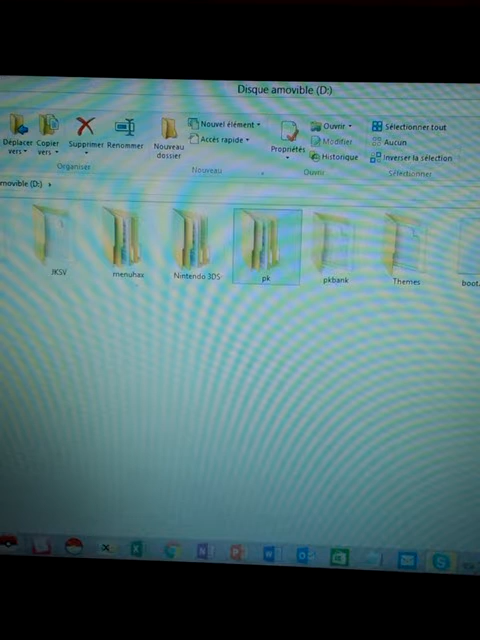 Disque amovible (D:)
Déplacer vers
Copier vers
Supprimer
Renommer
Organiser
Nouveau dossier
Nouvel élément
Accès rapide
Nouveau
Propriétés
Ouvrir
Modifier
Historique
Ouvrir
Sélectionner tout
Aucun
Inverser la sélection
Sélectionner
movible (D:)
JKSV
menuhax
Nintendo 3DS
pk
pkbank
Themes
boot.